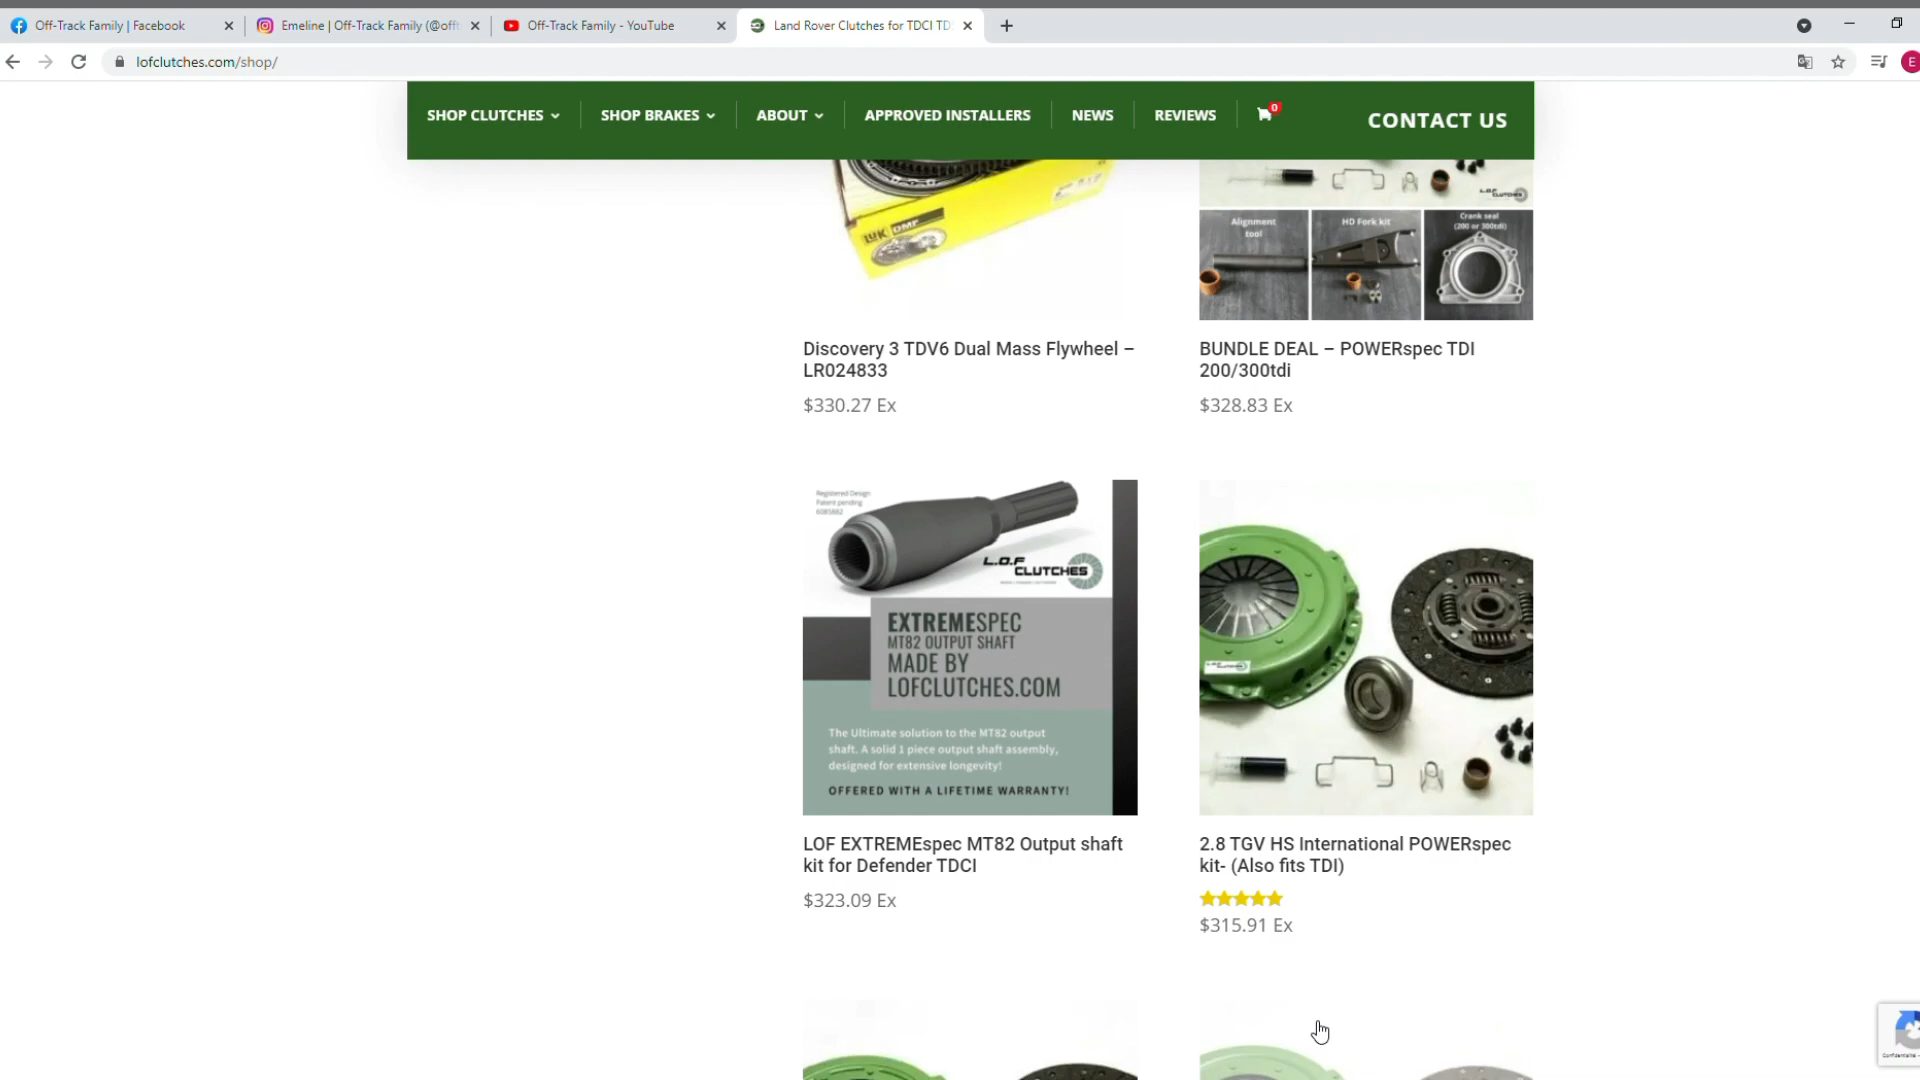 Off-Track Family | Facebook
Emeline | Off-Track Family (@offt
Off-Track Family - YouTube
Land Rover Clutches for TDCI TD
lofclutches.com/shop/
E
SHOP CLUTCHES
SHOP BRAKES
ABOUT
APPROVED INSTALLERS
NEWS
REVIEWS
0
CONTACT US
LuK DMF
L.O.F
CLUTCHES
Alignment
tool
HD Fork kit
Crank seal
(200 or 300tdi)
Discovery 3 TDV6 Dual Mass Flywheel –
LR024833
$330.27 Ex
BUNDLE DEAL – POWERspec TDI
200/300tdi
$328.83 Ex
Registered Design
Patent pending
6085882
L.O.F
CLUTCHES
EXTREMESPEC
MT82 OUTPUT SHAFT
MADE BY
LOFCLUTCHES.COM
The Ultimate solution to the MT82 output
shaft. A solid 1 piece output shaft assembly,
designed for extensive longevity!
OFFERED WITH A LIFETIME WARRANTY!
LOF EXTREMEspec MT82 Output shaft
kit for Defender TDCI
$323.09 Ex
2.8 TGV HS International POWERspec
kit- (Also fits TDI)
$315.91 Ex